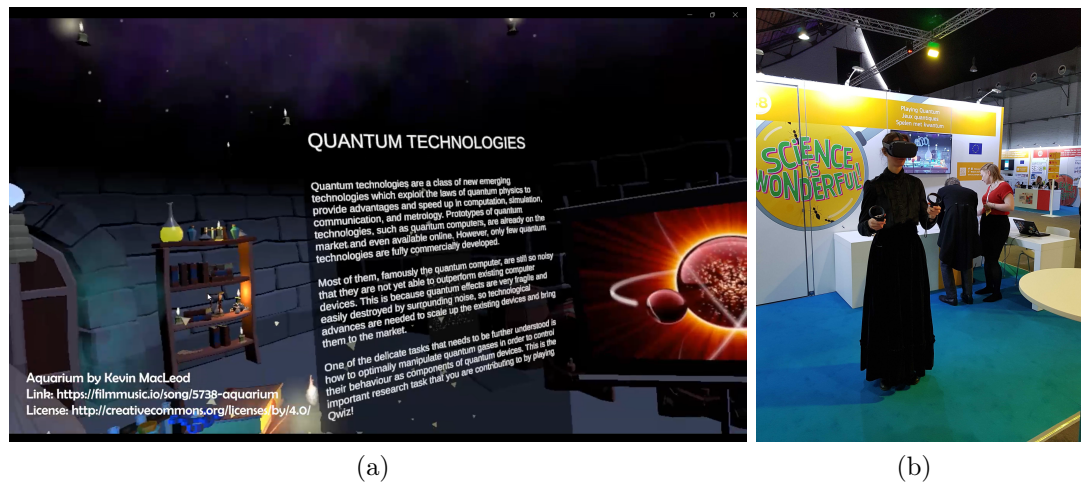 QUANTUM TECHNOLOGIES
Quantum technologies are a class of new emerging
technologies which exploit the laws of quantum physics to
provide advantages and speed up in computation, simulation,
communication, and metrology. Prototypes of quantum
technologies, such as quantum computers, are already on the
market and even available online. However, only few quantum
technologies are fully commercially developed.
Most of them, famously the quantum computer, are still so noisy
that they are not yet able to outperform existing computer
devices. This is because quantum effects are very fragile and
easily destroyed by surrounding noise, so technological
advances are needed to scale up the existing devices and bring
them to the market.
One of the delicate tasks that needs to be further understood is
how to optimally manipulate quantum gases in order to control
their behaviour as components of quantum devices. This is the
important research task that you are contributing to by playing
Qwiz!
Aquarium by Kevin MacLeod
Link: https://filmmusic.io/song/5738-aquarium
License: http://creativecommons.org/licenses/by/4.0/
(a)
Playing Quantum
Jeux quantiques
Spelen met kwantum
SCIENCE
IS
WONDERFUL!
(b)